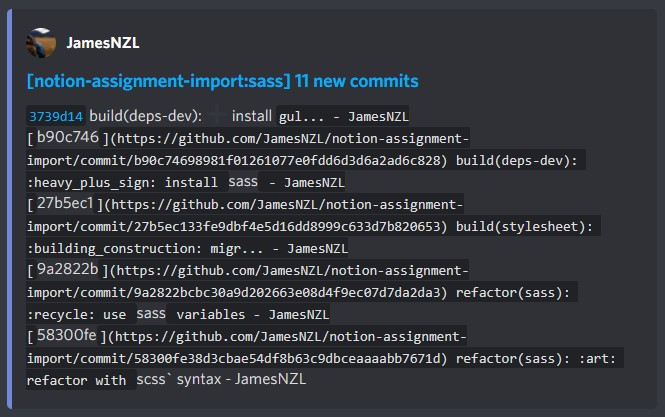 JamesNZL
[notion-assignment-import:sass] 11 new commits
3739d14 build(deps-dev): ➕ install gul... - JamesNZL
[ b90c746 ](https://github.com/JamesNZL/notion-assignment-
import/commit/b90c74698981f01261077e0fdd6d3d6a2ad6c828) build(deps-dev):
:heavy_plus_sign: install sass - JamesNZL
[ 27b5ec1 ](https://github.com/JamesNZL/notion-assignment-
import/commit/27b5ec133fe9dbf4e5d16dd8999c633d7b820653) build(stylesheet):
:building_construction: migr... - JamesNZL
[ 9a2822b ](https://github.com/JamesNZL/notion-assignment-
import/commit/9a2822bcbc30a9d202663e08d4f9ec07d7da2da3) refactor(sass):
:recycle: use sass variables - JamesNZL
[ 58300fe ](https://github.com/JamesNZL/notion-assignment-
import/commit/58300fe38d3cbae54df8b63c9dbceaaaabb7671d) refactor(sass): :art:
refactor with scss` syntax - JamesNZL